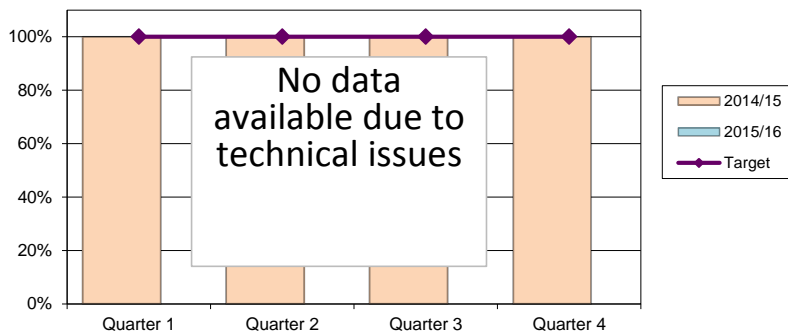 100%
80%
60%
40%
20%
0%
No data
available due to
technical issues
Quarter 1
Quarter 2
Quarter 3
Quarter 4
2014/15
2015/16
Target